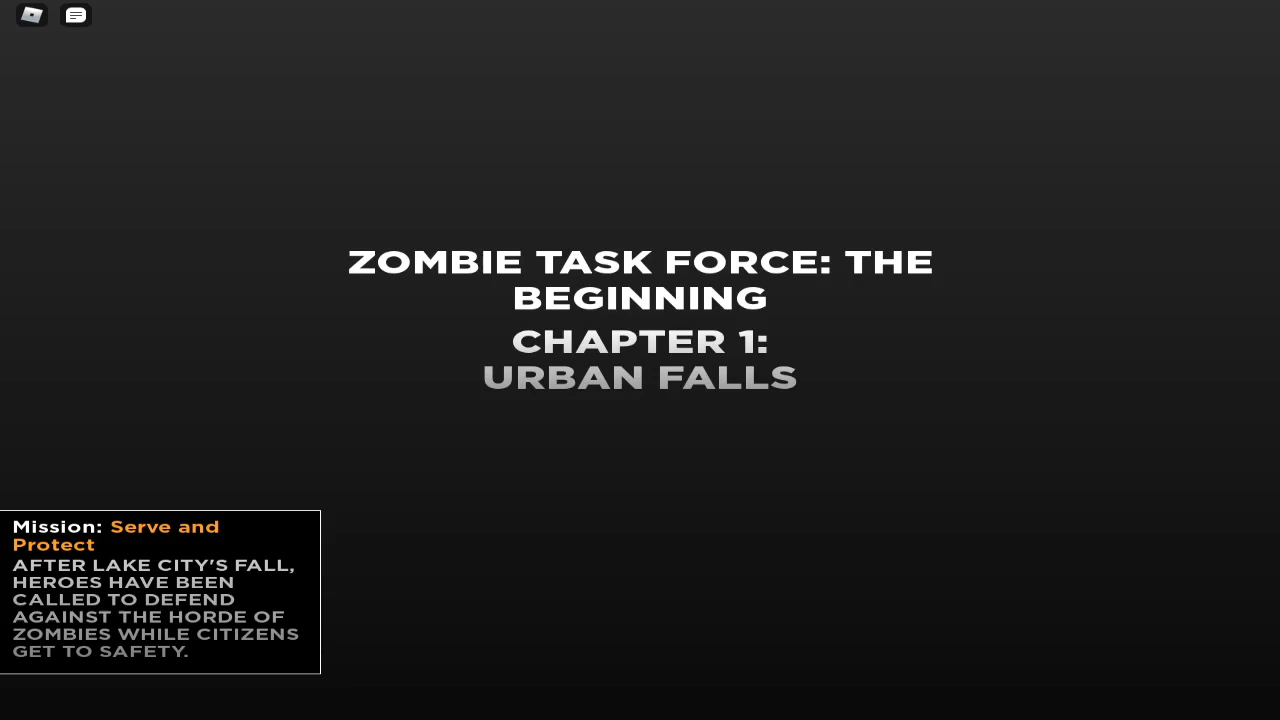 ZOMBIE TASK FORCE: THE
BEGINNING
CHAPTER 1:
URBAN FALLS
Mission: Serve and
Protect
AFTER LAKE CITY'S FALL,
HEROES HAVE BEEN
CALLED TO DEFEND
AGAINST THE HORDE OF
ZOMBIES WHILE CITIZENS
GET TO SAFETY.